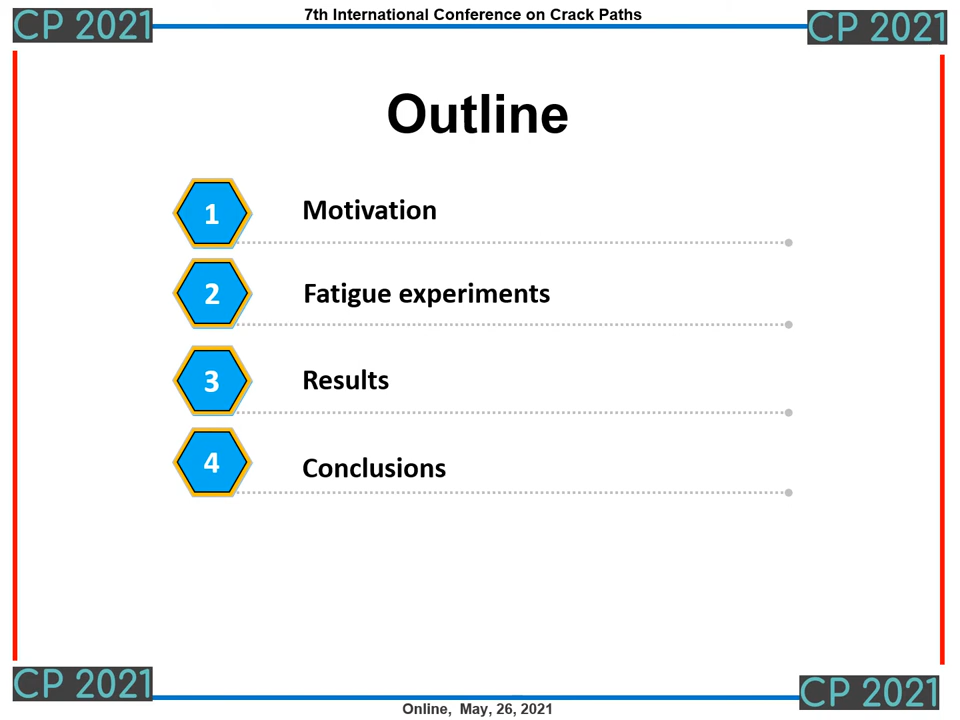 7th International Conference on Crack Paths
CP 2021
CP 2021
Outline
1 Motivation
2 Fatigue experiments
3 Results
4 Conclusions
CP 2021
CP 2021
Online, May, 26, 2021